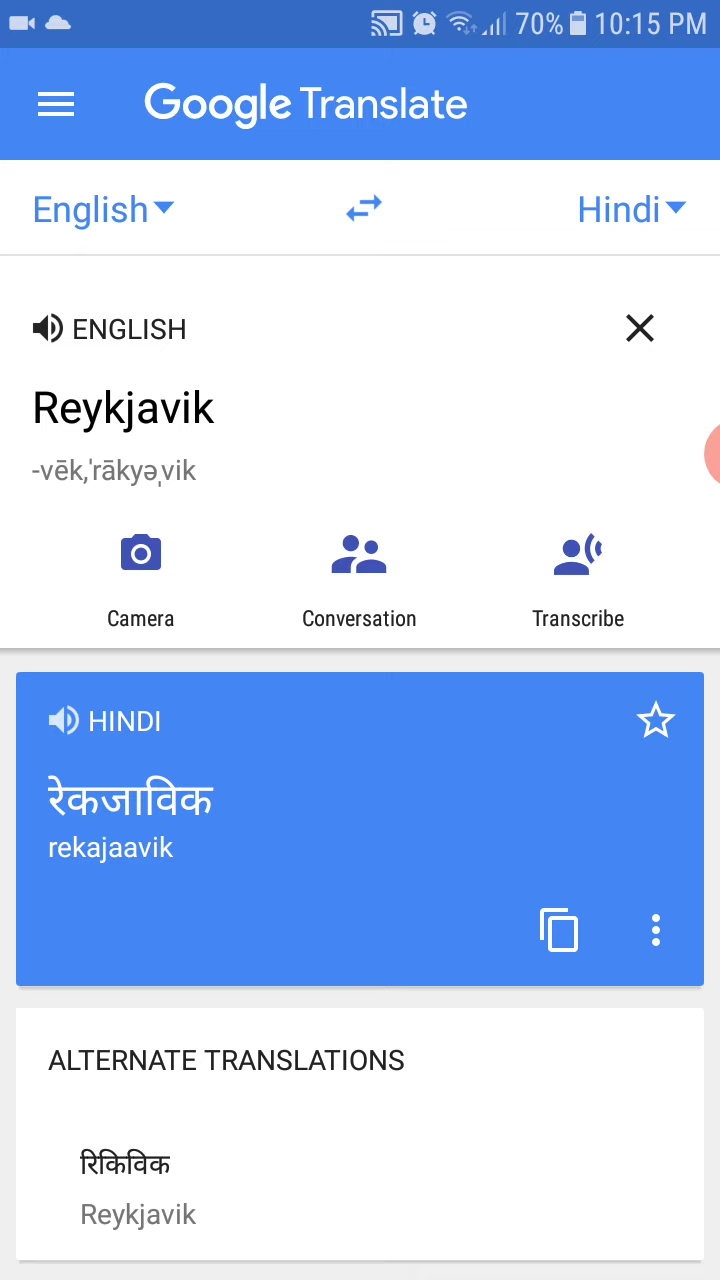 70% 10:15 PM
Google Translate
English Hindi
ENGLISH
Reykjavik
-vēk,ˈrākyəˌvik
Camera Conversation Transcribe
HINDI
रेकजाविक
rekajaavik
ALTERNATE TRANSLATIONS
रिकिविक
Reykjavik